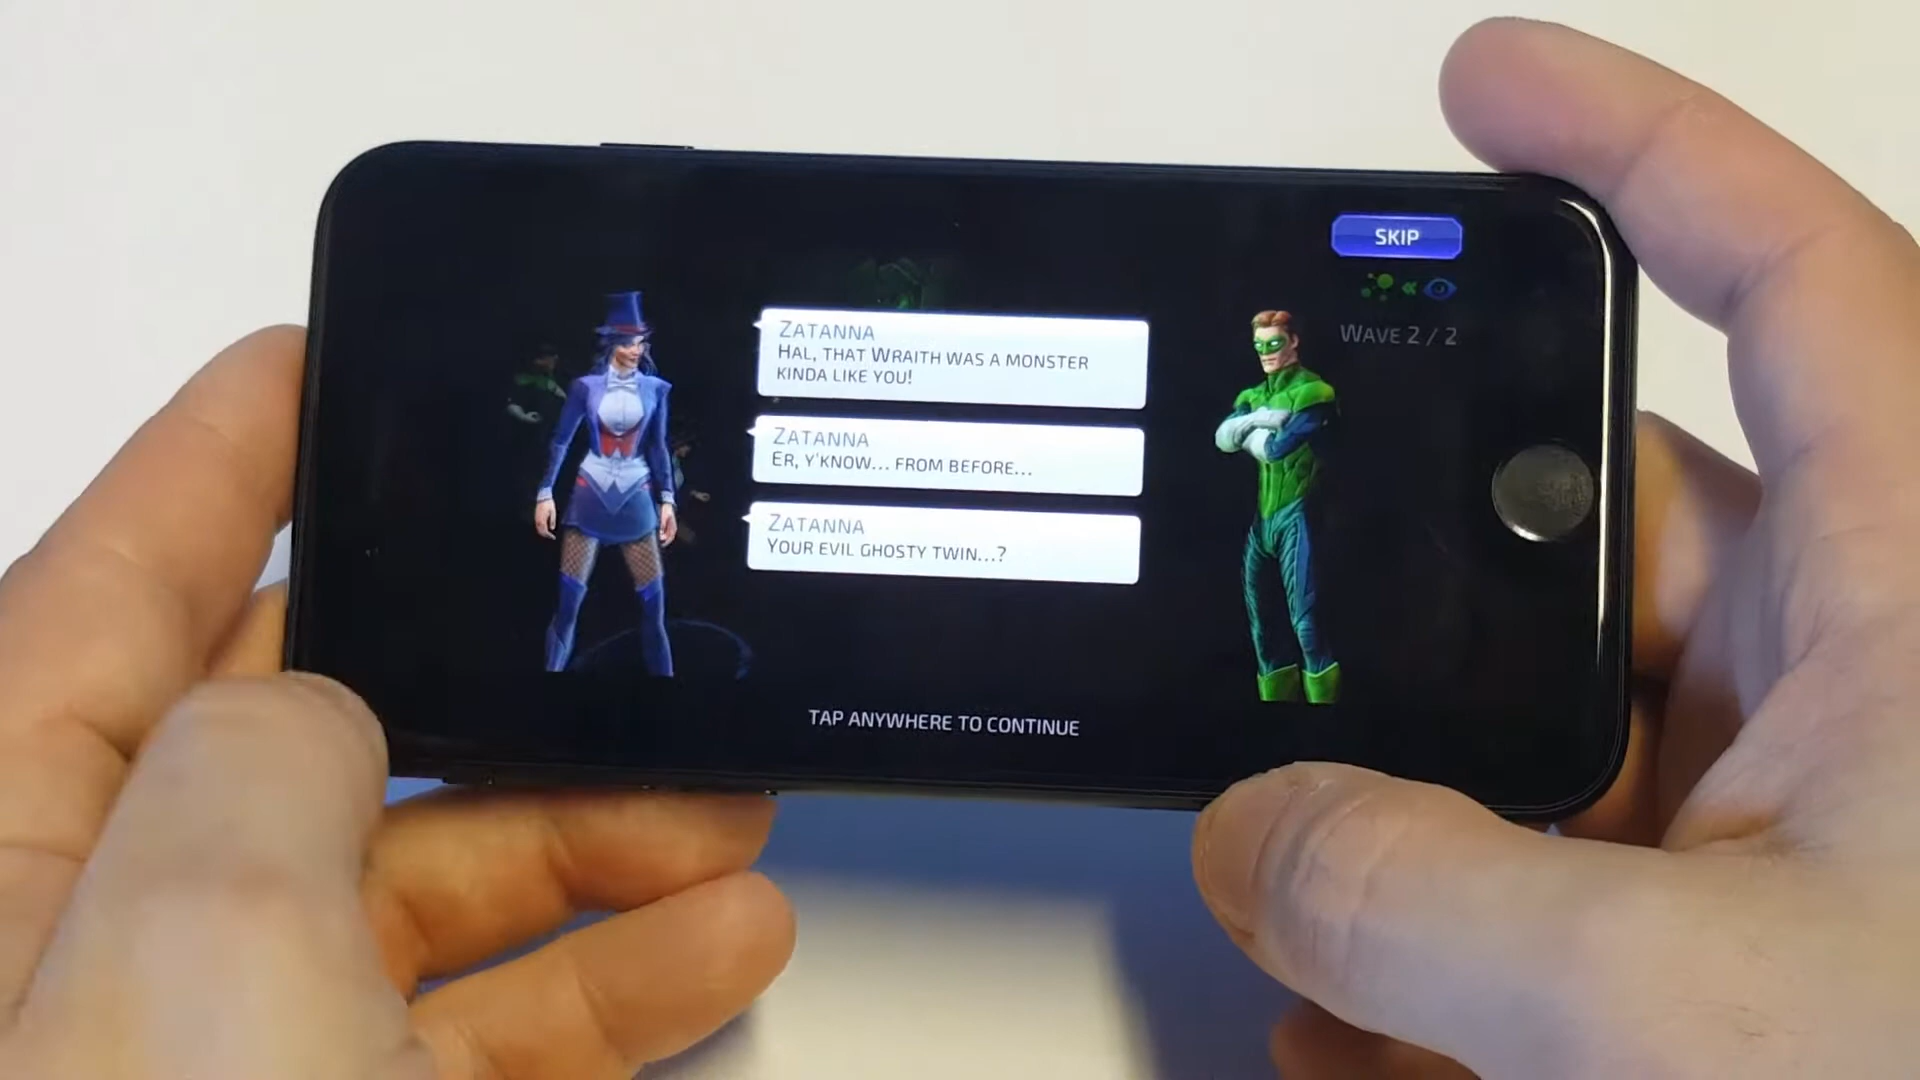 SKIP
WAVE 2 / 2
ZATANNA
HAL, THAT WRAITH WAS A MONSTER
KINDA LIKE YOU!
ZATANNA
ER, Y'KNOW... FROM BEFORE...
ZATANNA
YOUR EVIL GHOSTY TWIN...?
TAP ANYWHERE TO CONTINUE